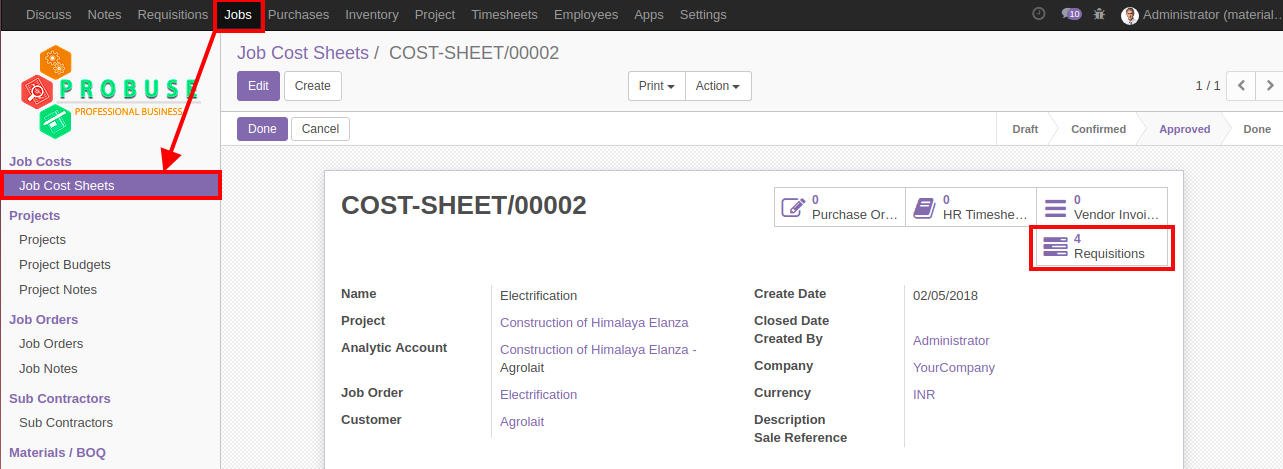 Discuss Notes Requisitions Jobs Purchases Inventory Project Timesheets Employees Apps Settings 10 Administrator (material...
PROBUSE
PROFESSIONAL BUSINESS
Job Cost Sheets / COST-SHEET/00002
Edit Create Print Action 1 / 1
Done Cancel Draft Confirmed Approved Done
Job Costs
Job Cost Sheets
Projects
Projects
Project Budgets
Project Notes
Job Orders
Job Orders
Job Notes
Sub Contractors
Sub Contractors
Materials / BOQ
COST-SHEET/00002
0
Purchase Or...
0
HR Timeshe...
0
Vendor Invoi...
4
Requisitions
Name Electrification
Project Construction of Himalaya Elanza
Analytic Account Construction of Himalaya Elanza -
Agrolait
Job Order Electrification
Customer Agrolait
Create Date 02/05/2018
Closed Date
Created By Administrator
Company YourCompany
Currency INR
Description
Sale Reference